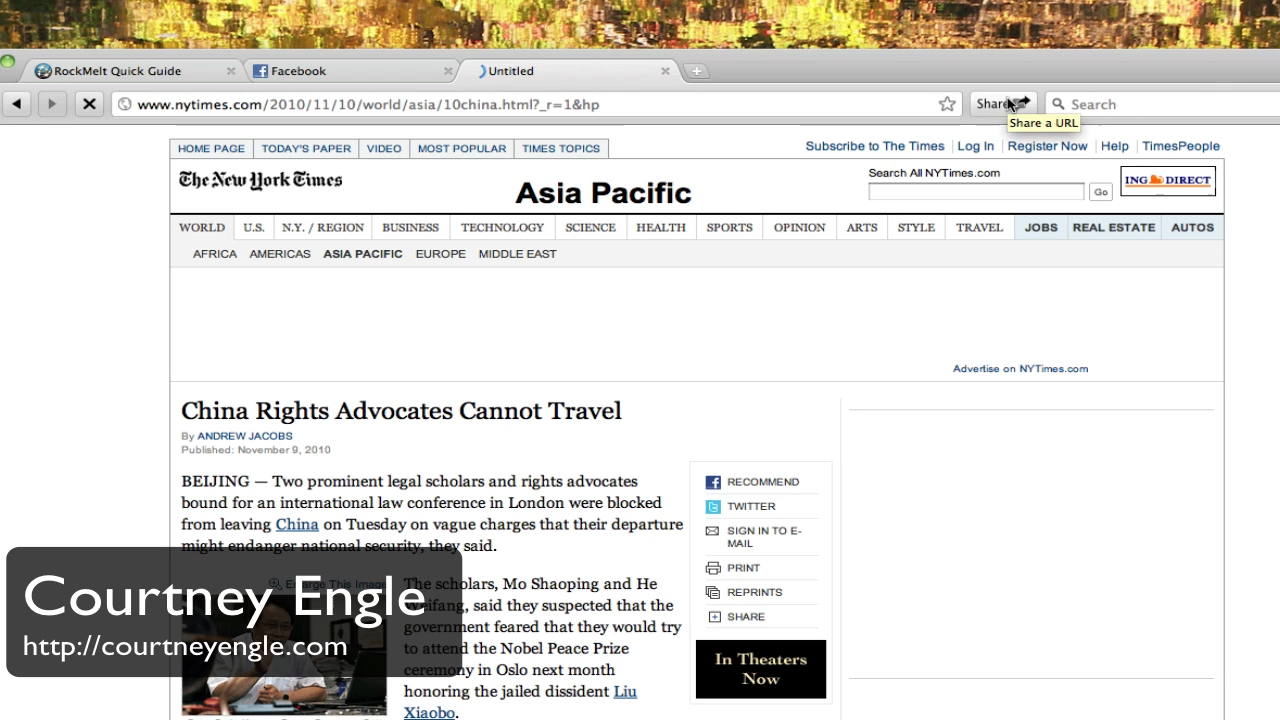 RockMelt Quick Guide
Facebook
Untitled
www.nytimes.com/2010/11/10/world/asia/10china.html?_r=1&hp
Share
Search
Share a URL
HOME PAGE
TODAY'S PAPER
VIDEO
MOST POPULAR
TIMES TOPICS
Subscribe to The Times
Log In
Register Now
Help
TimesPeople
The New York Times
Asia Pacific
Search All NYTimes.com
Go
ING DIRECT
WORLD
U.S.
N.Y. / REGION
BUSINESS
TECHNOLOGY
SCIENCE
HEALTH
SPORTS
OPINION
ARTS
STYLE
TRAVEL
JOBS
REAL ESTATE
AUTOS
AFRICA
AMERICAS
ASIA PACIFIC
EUROPE
MIDDLE EAST
Advertise on NYTimes.com
China Rights Advocates Cannot Travel
By ANDREW JACOBS
Published: November 9, 2010
BEIJING — Two prominent legal scholars and rights advocates
bound for an international law conference in London were blocked
from leaving China on Tuesday on vague charges that their departure
might endanger national security, they said.
Enlarge This Image
The scholars, Mo Shaoping and He
Weifang, said they suspected that the
government feared that they would try
to attend the Nobel Peace Prize
ceremony in Oslo next month
honoring the jailed dissident Liu
Xiaobo.
RECOMMEND
TWITTER
SIGN IN TO E-
MAIL
PRINT
REPRINTS
SHARE
In Theaters
Now
Courtney Engle
http://courtneyengle.com